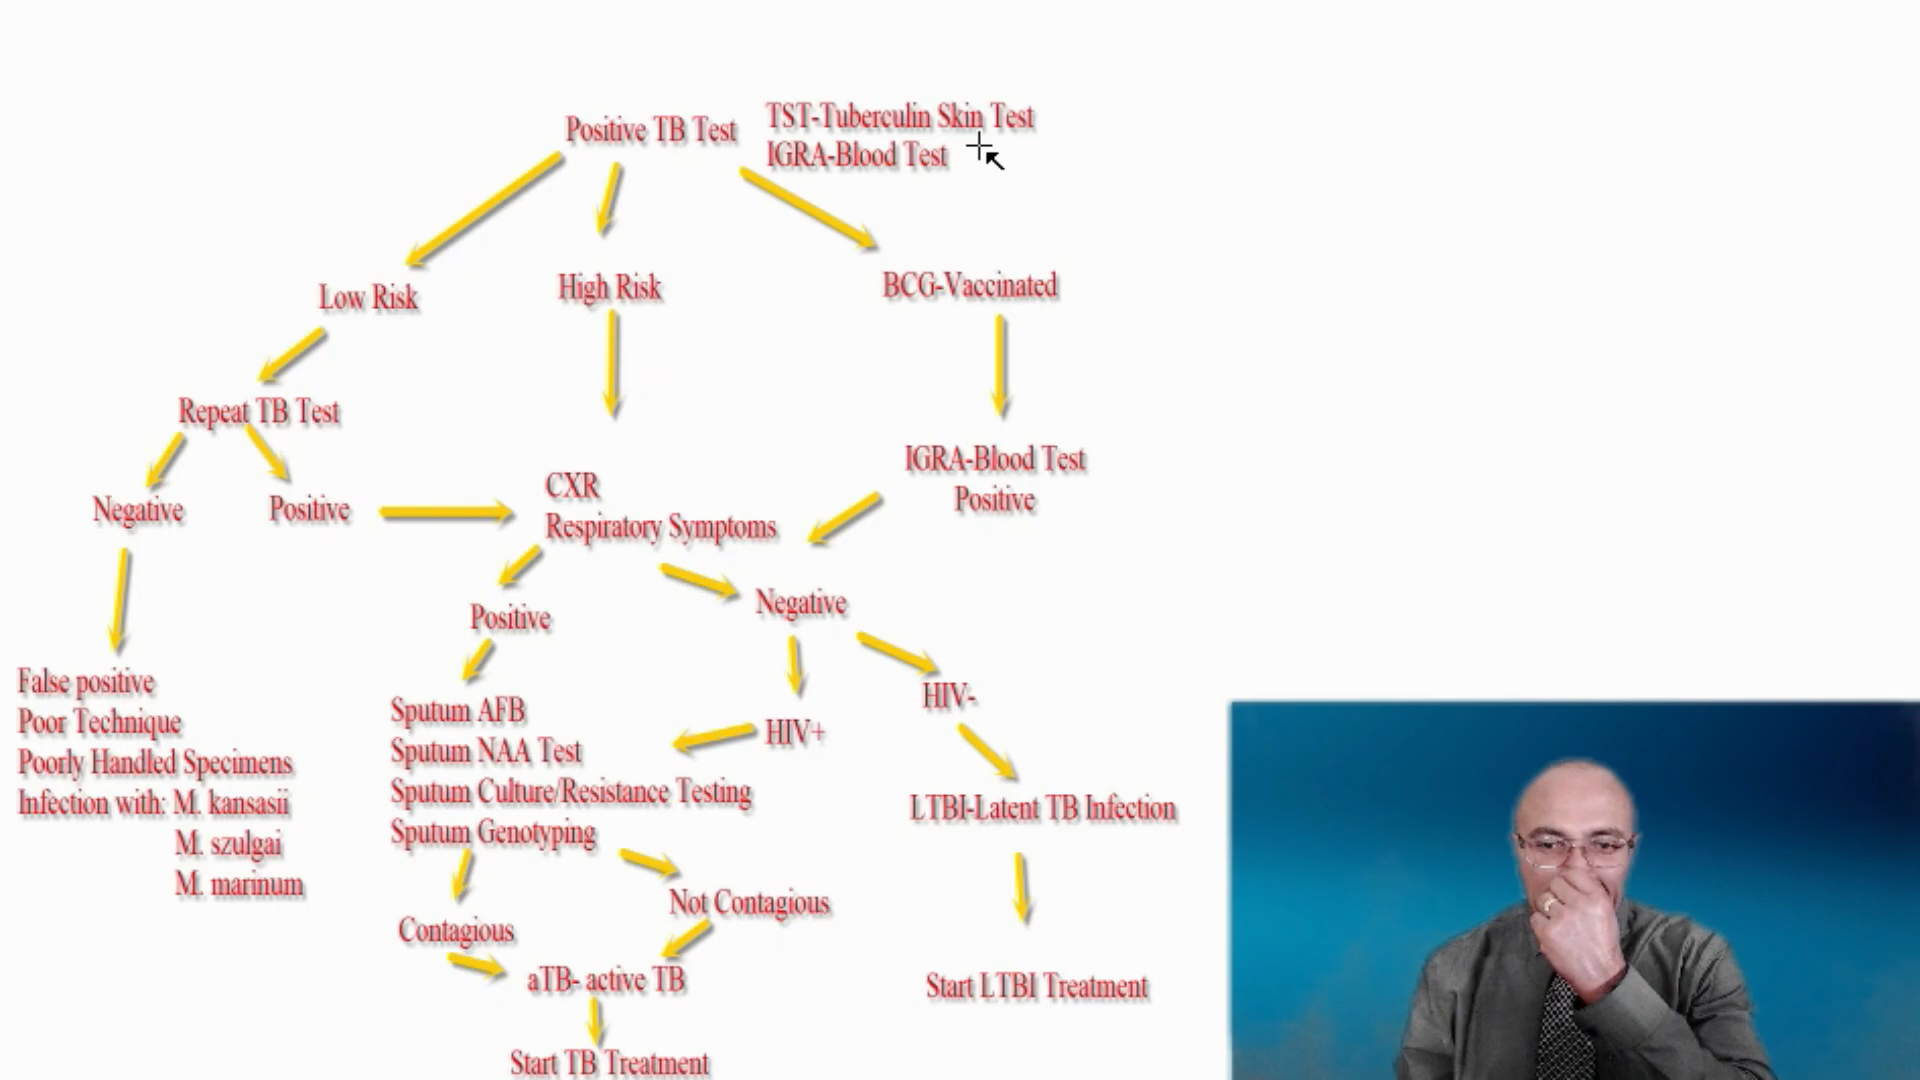 Positive TB Test
TST-Tuberculin Skin Test
IGRA-Blood Test
Low Risk
High Risk
BCG-Vaccinated
Repeat TB Test
IGRA-Blood Test
Positive
Negative
Positive
CXR
Respiratory Symptoms
Positive
Negative
False positive
Poor Technique
Poorly Handled Specimens
Infection with: M. kansasii
M. szulgai
M. marinum
Sputum AFB
Sputum NAA Test
Sputum Culture/Resistance Testing
Sputum Genotyping
HIV+
HIV-
LTBI-Latent TB Infection
Contagious
Not Contagious
aTB- active TB
Start LTBI Treatment
Start TB Treatment